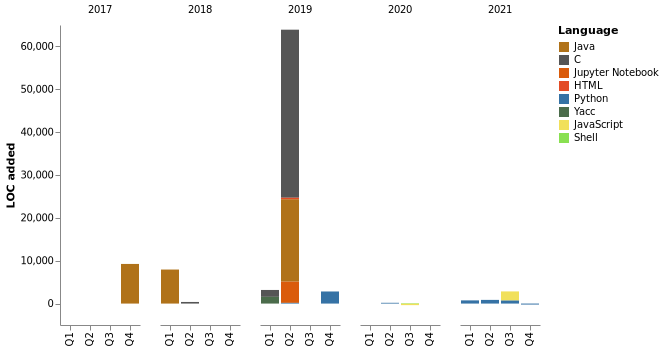 2017 2018 2019 2020 2021
Language
Java
C
Jupyter Notebook
HTML
Python
Yacc
JavaScript
Shell
LOC added
60,000
50,000
40,000
30,000
20,000
10,000
0
Q1 Q2 Q3 Q4 Q1 Q2 Q3 Q4 Q1 Q2 Q3 Q4 Q1 Q2 Q3 Q4 Q1 Q2 Q3 Q4